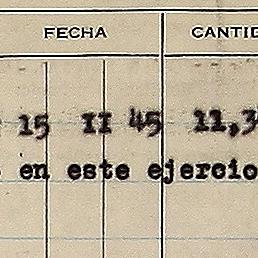 FECHA CANTID
15 II 45 11,3
en este ejercio